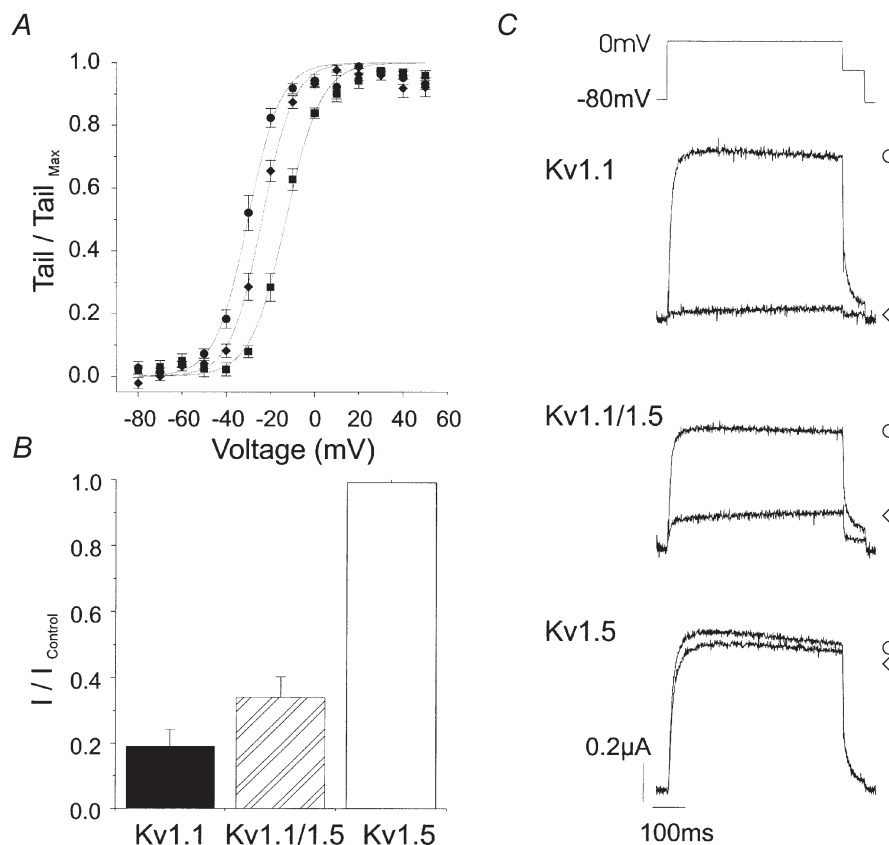 A
Tail / Tail Max
1.0
0.8
0.6
0.4
0.2
0.0
-80 -60 -40 -20 0 20 40 60
Voltage (mV)
B
I / I Control
1.0
0.8
0.6
0.4
0.2
0.0
Kv1.1 Kv1.1/1.5 Kv1.5
C
0mV
-80mV
Kv1.1
Kv1.1/1.5
Kv1.5
0.2µA
100ms